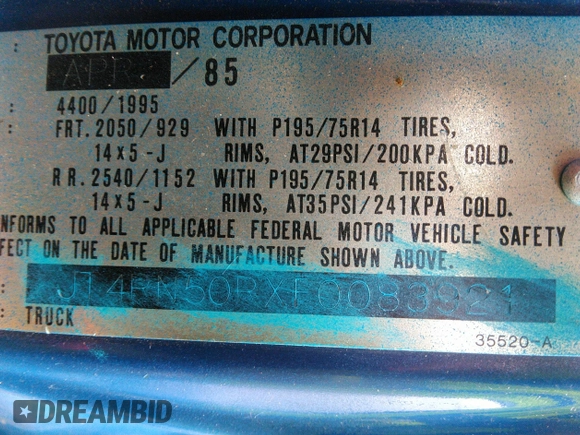 : TOYOTA MOTOR CORPORATION
APR /85
: 4400/1995
: FRT. 2050/929 WITH P195/75R14 TIRES,
14x5-J RIMS, AT29PSI/200KPA COLD.
RR. 2540/1152 WITH P195/75R14 TIRES,
14x5-J RIMS, AT35PSI/241KPA COLD.
NFORMS TO ALL APPLICABLE FEDERAL MOTOR VEHICLE SAFETY
FECT ON THE DATE OF MANUFACTURE SHOWN ABOVE.
: JT4RN50RXF0083921
: TRUCK
35520-A
DREAMBID